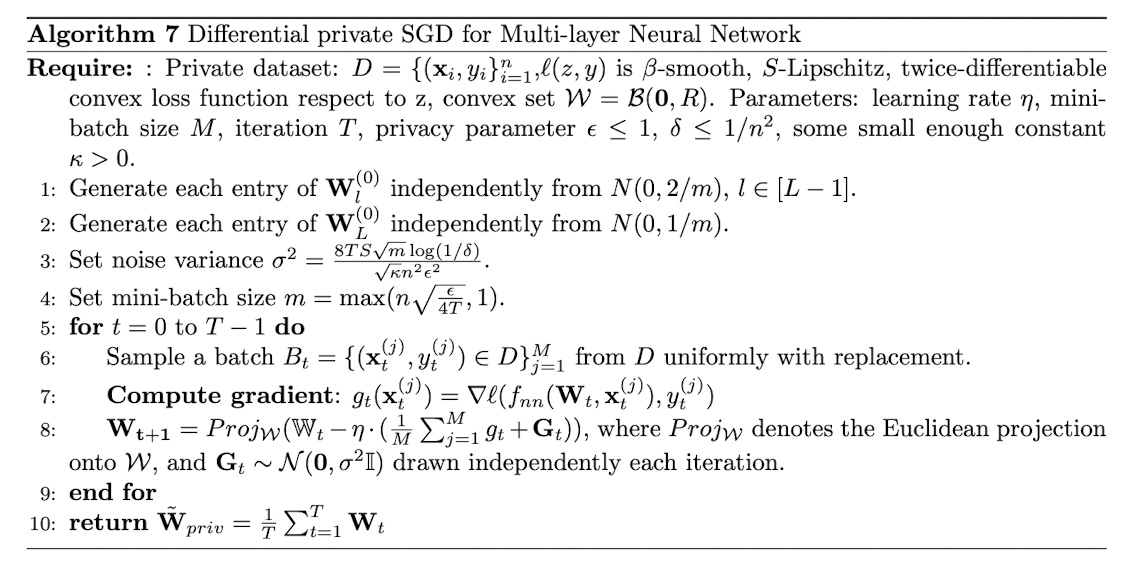 Algorithm 7 Differential private SGD for Multi-layer Neural Network
Require: : Private dataset: $D = \{(\mathbf{x}_i, y_i\}_{i=1}^n$,$\ell(z, y)$ is $\beta$-smooth, $S$-Lipschitz, twice-differentiable
convex loss function respect to z, convex set $\mathcal{W} = \mathcal{B}(\mathbf{0}, R)$. Parameters: learning rate $\eta$, mini-
batch size $M$, iteration $T$, privacy parameter $\epsilon \leq 1$, $\delta \leq 1/n^2$, some small enough constant
$\kappa > 0$.
1: Generate each entry of $\mathbf{W}_l^{(0)}$ independently from $N(0, 2/m)$, $l \in [L-1]$.
2: Generate each entry of $\mathbf{W}_L^{(0)}$ independently from $N(0, 1/m)$.
3: Set noise variance $\sigma^2 = \frac{8TS\sqrt{m}\log(1/\delta)}{\sqrt{\kappa}n^2\epsilon^2}$.
4: Set mini-batch size $m = \max(n\sqrt{\frac{\epsilon}{4T}}, 1)$.
5: for $t = 0$ to $T - 1$ do
6: Sample a batch $B_t = \{(\mathbf{x}_t^{(j)}, y_t^{(j)}) \in D\}_{j=1}^M$ from $D$ uniformly with replacement.
7: Compute gradient: $g_t(\mathbf{x}_t^{(j)}) = \nabla\ell(f_{nn}(\mathbf{W}_t, \mathbf{x}_t^{(j)}), y_t^{(j)})$
8: $\mathbf{W_{t+1}} = Proj_{\mathcal{W}}(\mathbb{W}_t - \eta \cdot (\frac{1}{M}\sum_{j=1}^M g_t + \mathbf{G}_t))$, where $Proj_{\mathcal{W}}$ denotes the Euclidean projection
onto $\mathcal{W}$, and $\mathbf{G}_t \sim \mathcal{N}(\mathbf{0}, \sigma^2\mathbb{I})$ drawn independently each iteration.
9: end for
10: return $\tilde{\mathbf{W}}_{priv} = \frac{1}{T}\sum_{t=1}^T \mathbf{W}_t$